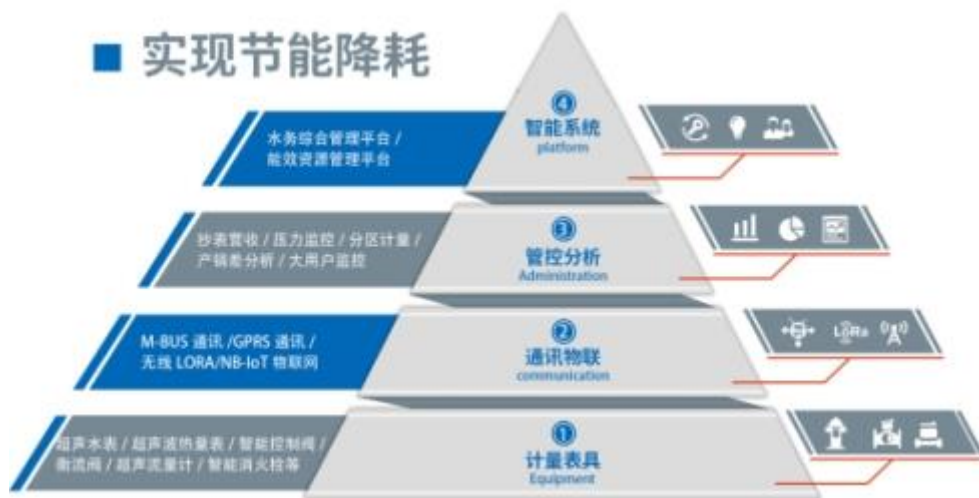 实现节能降耗
④
智能系统
platform
水务综合管理平台 /
能效资源管理平台
③
管控分析
Administration
抄表营收 / 压力监控 / 分区计量 /
产销差分析 / 大用户监控
②
通讯物联
communication
M-BUS 通讯 /GPRS 通讯 /
无线 LORA/NB-IoT 物联网
LoRa
①
计量表具
Equipment
超声水表 / 超声波热量表 / 智能控制阀 /
衡流阀 / 超声流量计 / 智能消火栓等